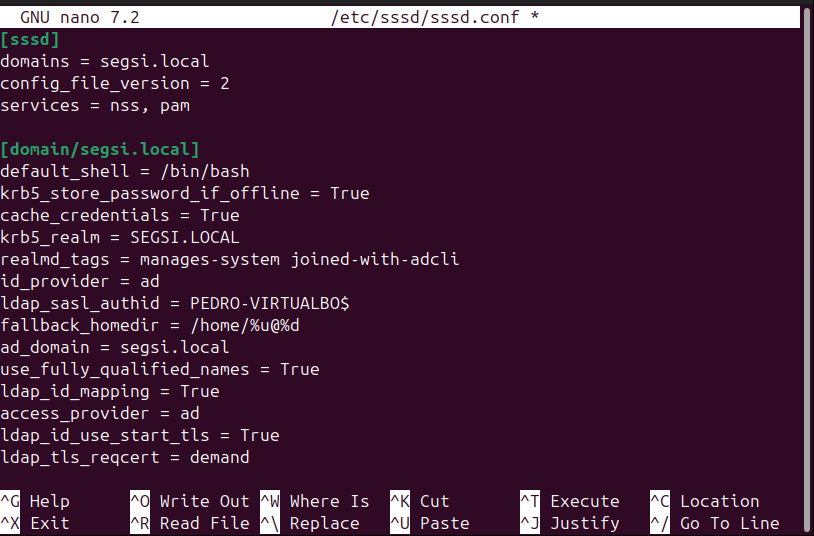 GNU nano 7.2 /etc/sssd/sssd.conf *
[sssd]
domains = segsi.local
config_file_version = 2
services = nss, pam
[domain/segsi.local]
default_shell = /bin/bash
krb5_store_password_if_offline = True
cache_credentials = True
krb5_realm = SEGSI.LOCAL
realmd_tags = manages-system joined-with-adcli
id_provider = ad
ldap_sasl_authid = PEDRO-VIRTUALBO$
fallback_homedir = /home/%u@%d
ad_domain = segsi.local
use_fully_qualified_names = True
ldap_id_mapping = True
access_provider = ad
ldap_id_use_start_tls = True
ldap_tls_reqcert = demand
^G Help ^O Write Out ^W Where Is ^K Cut ^T Execute ^C Location
^X Exit ^R Read File ^\ Replace ^U Paste ^J Justify ^/ Go To Line